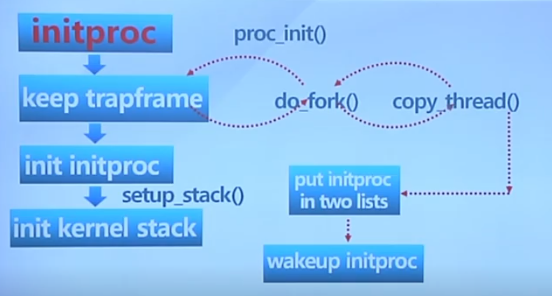 initproc
proc_init()
keep trapframe
do_fork()
copy_thread()
init initproc
setup_stack()
put initproc
in two lists
init kernel stack
wakeup initproc